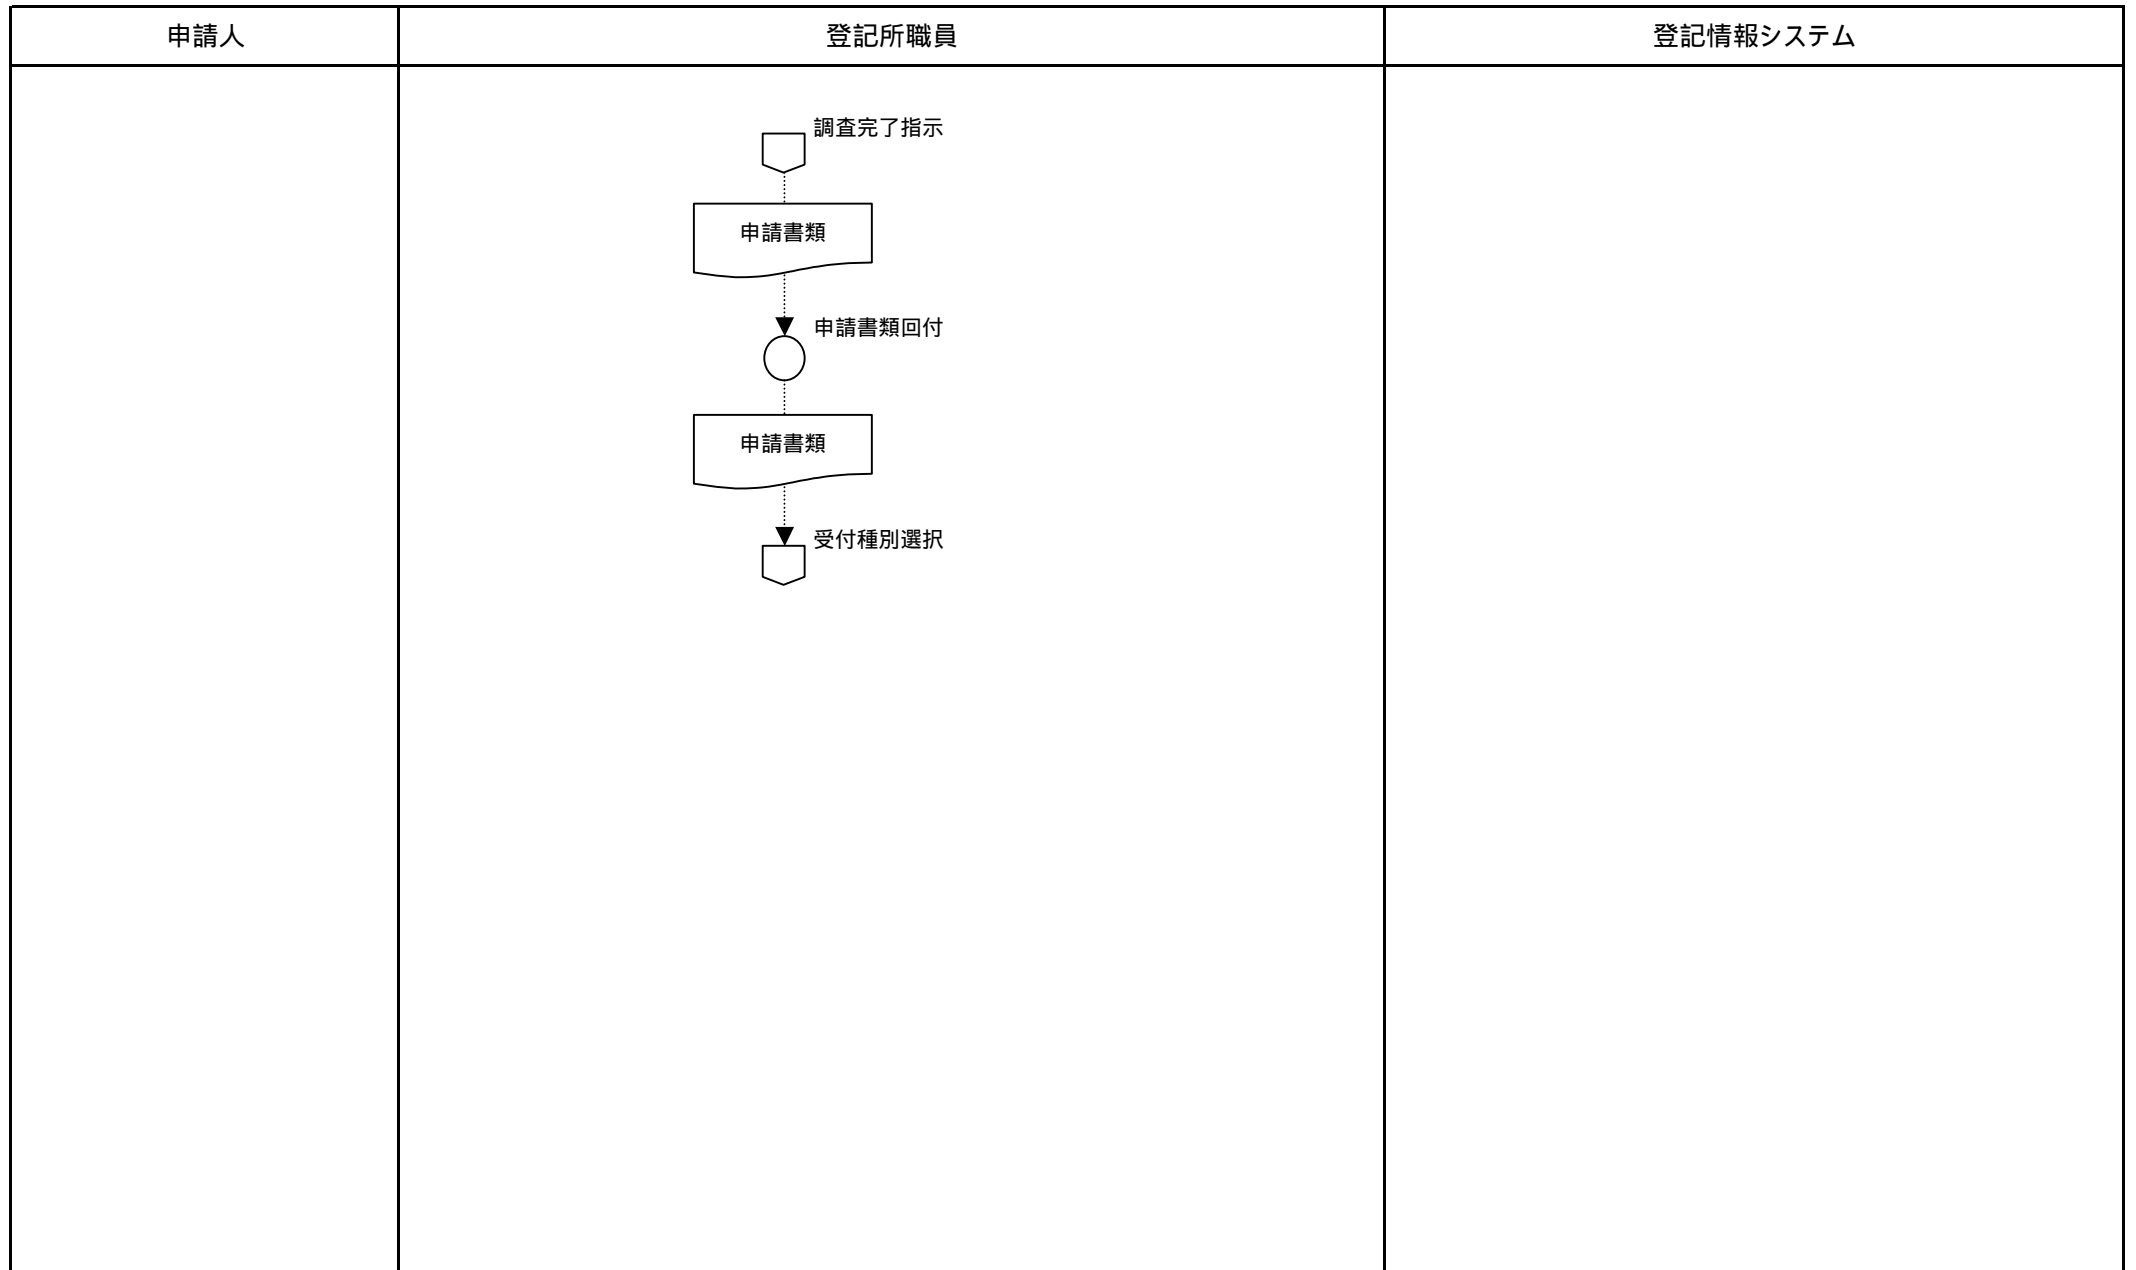 申請人
登記所職員
登記情報システム
調査完了指示
申請書類
申請書類回付
申請書類
受付種別選択